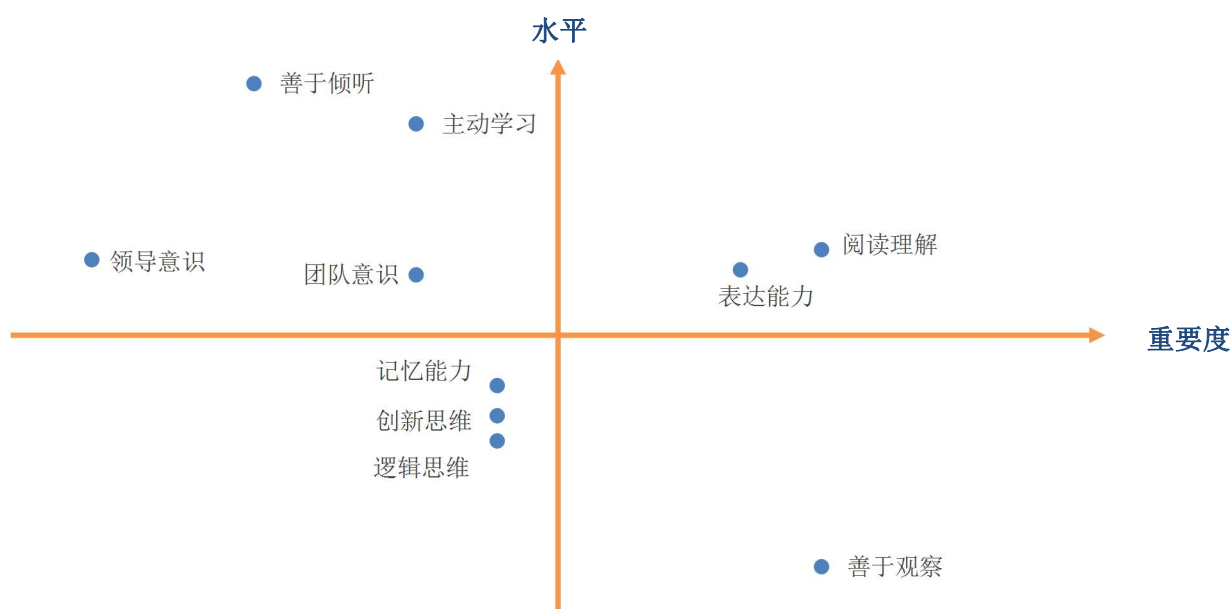 水平
善于倾听
主动学习
阅读理解
领导意识
团队意识
表达能力
重要度
记忆能力
创新思维
逻辑思维
善于观察